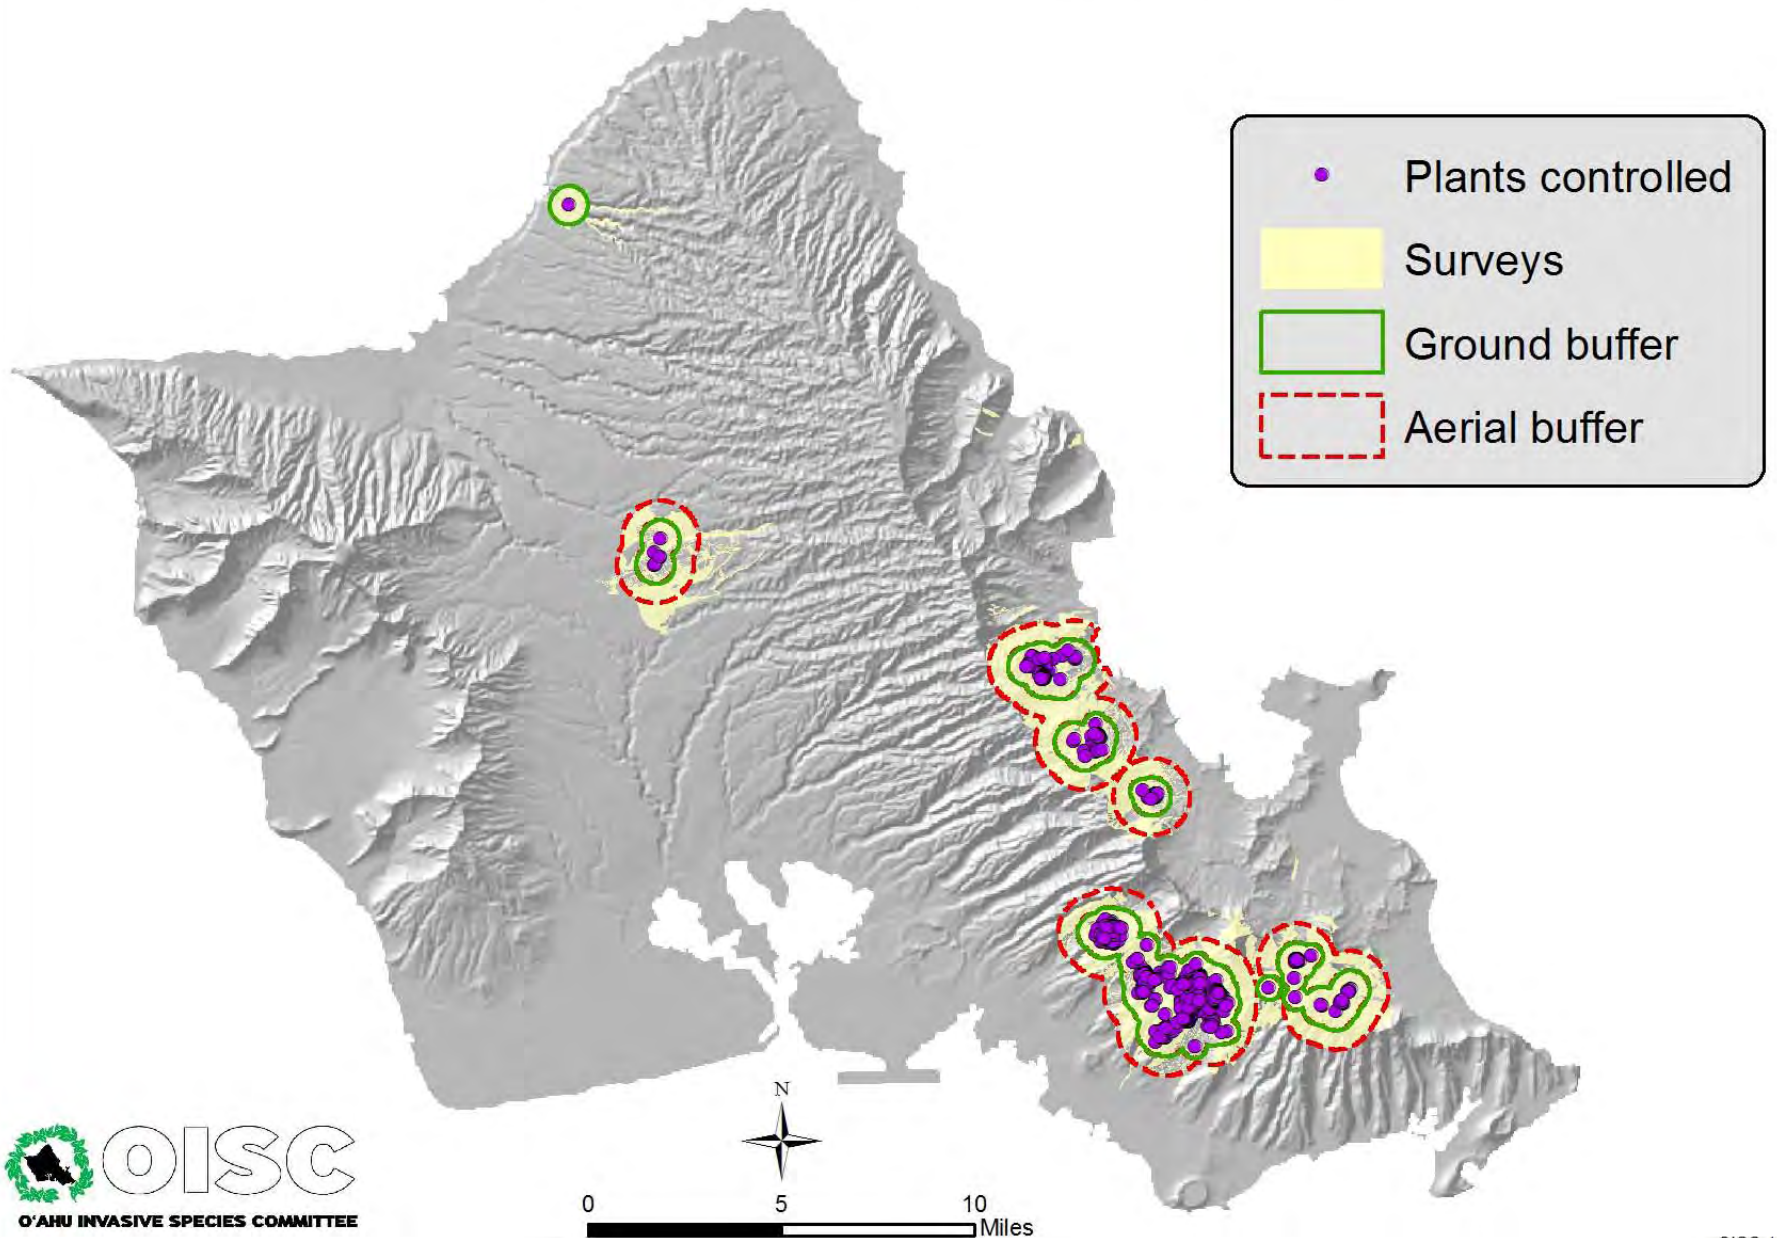 Plants controlled
Surveys
Ground buffer
Aerial buffer
N
OISC
O'AHU INVASIVE SPECIES COMMITTEE
0 5 10
Miles